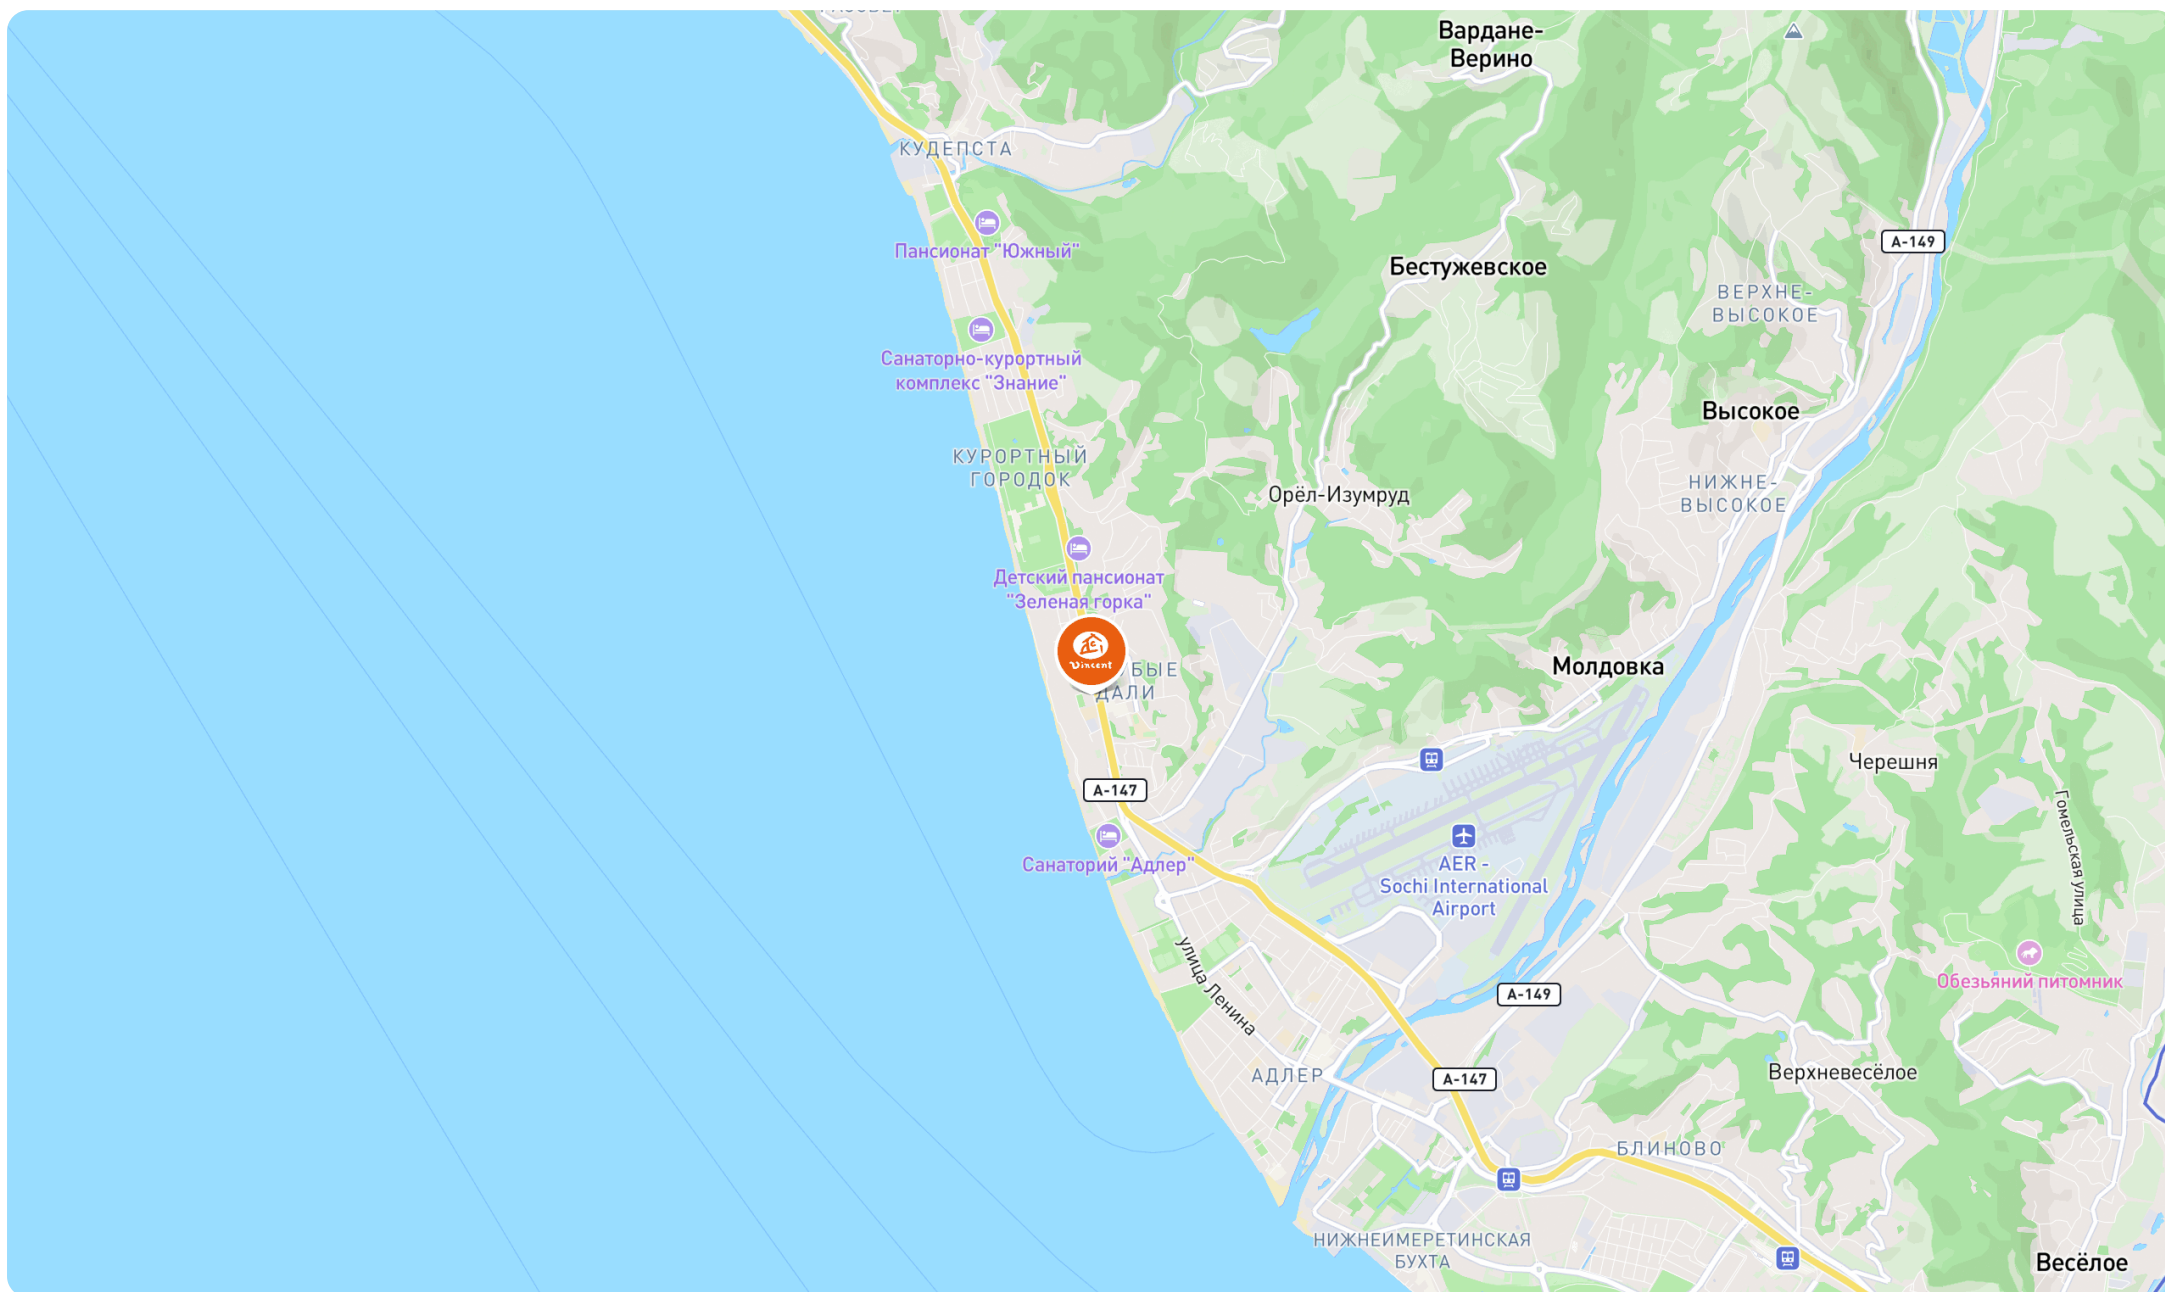 Вардане-
Верино
КУДЕПСТА
Пансионат "Южный"
А-149
Бестужевское
ВЕРХНЕ-
ВЫСОКОЕ
Санаторно-курортный
комплекс "Знание"
Высокое
КУРОРТНЫЙ
ГОРОДОК
НИЖНЕ-
ВЫСОКОЕ
Орёл-Изумруд
Детский пансионат
"Зеленая горка"
Vincent
ДАЛИ
Молдовка
Черешня
А-147
Гомельская улица
Санаторий "Адлер"
AER -
Sochi International
Airport
улица Ленина
Обезьяний питомник
А-149
АДЛЕР
А-147
Верхневесёлое
БЛИНОВО
НИЖНЕИМЕРЕТИНСКАЯ
БУХТА
Весёлое